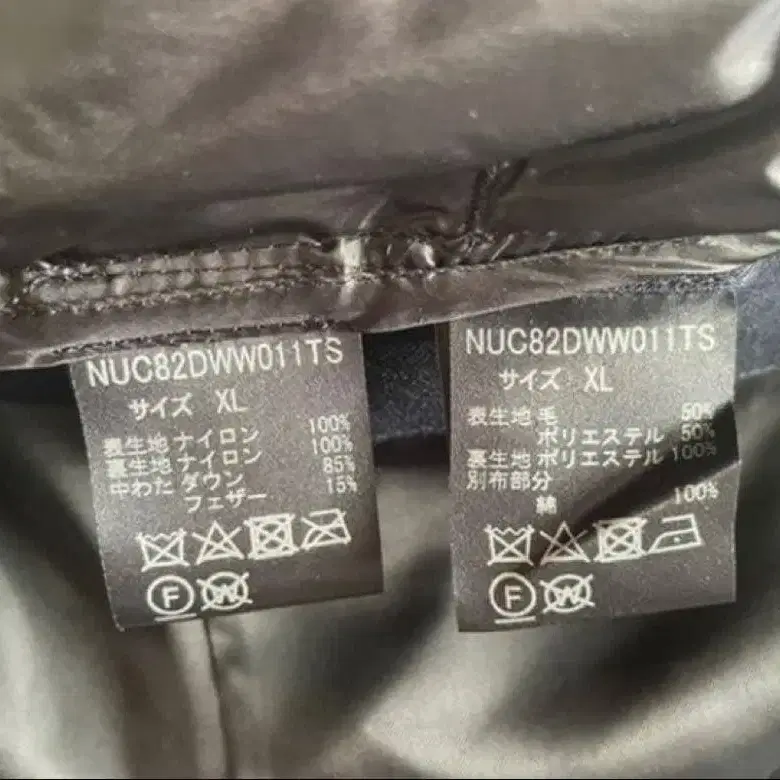 NUC82DWW011TS
サイズ XL
表生地 ナイロン 100%
裏生地 ナイロン 100%
中わた ダウン 85%
フェザー 15%
F
W
NUC82DWW011TS
サイズ XL
表生地 毛 50%
ポリエステル 50%
裏生地 ポリエステル 100%
別布部分
綿 100%
F
W